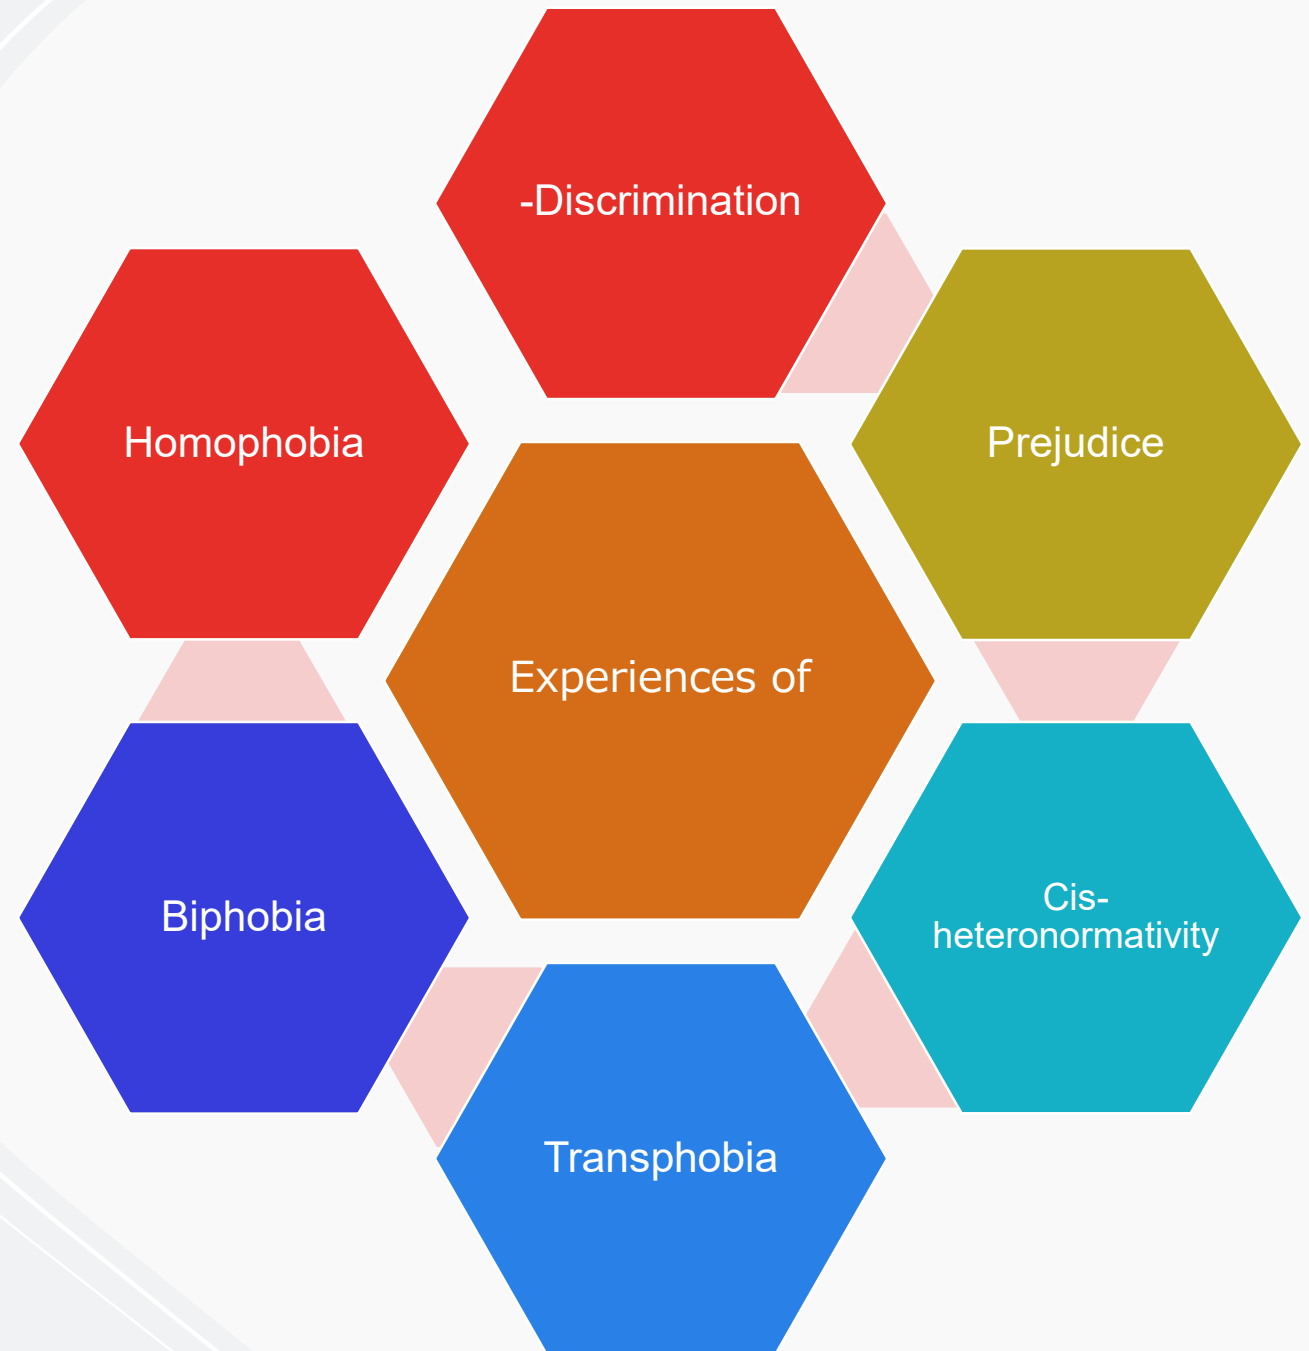 -Discrimination
Homophobia
Prejudice
Experiences of
Biphobia
Cis-
heteronormativity
Transphobia